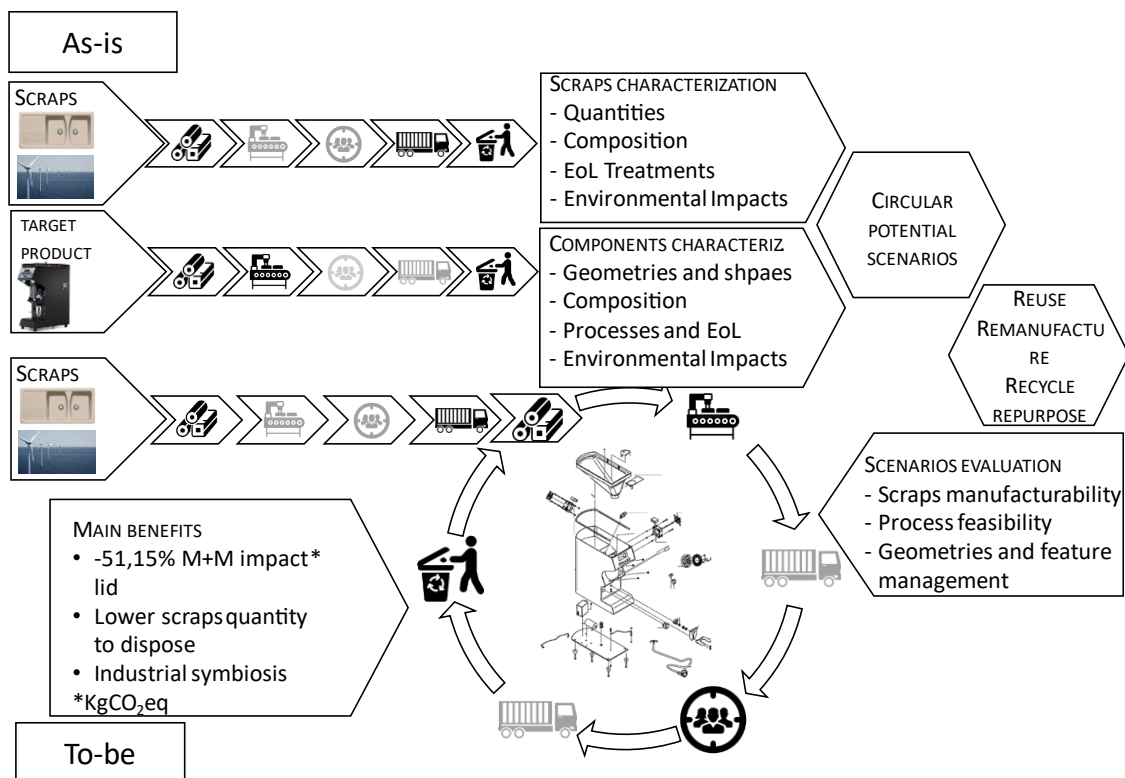 As-is
SCRAPS
SCRAPS CHARACTERIZATION
- Quantities
- Composition
- EoL Treatments
- Environmental Impacts
TARGET
PRODUCT
COMPONENTS CHARACTERIZ
- Geometries and shpaes
- Composition
- Processes and EoL
- Environmental Impacts
CIRCULAR
POTENTIAL
SCENARIOS
REUSE
REMANUFACTU
RE
RECYCLE
REPURPOSE
SCRAPS
SCENARIOS EVALUATION
- Scraps manufacturability
- Process feasibility
- Geometries and feature
management
MAIN BENEFITS
• -51,15% M+M impact*
lid
• Lower scraps quantity
to dispose
• Industrial symbiosis
*KgCO₂eq
To-be